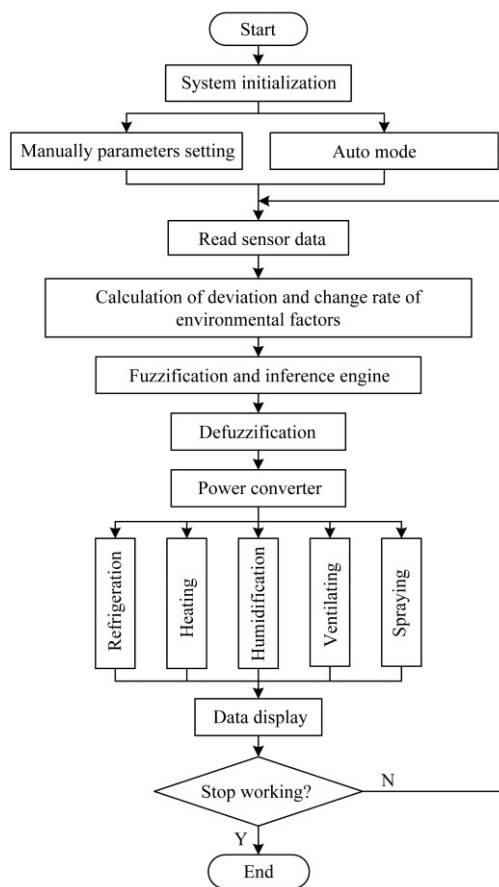 Start
System initialization
Manually parameters setting
Auto mode
Read sensor data
Calculation of deviation and change rate of
environmental factors
Fuzzification and inference engine
Defuzzification
Power converter
Refrigeration
Heating
Humidification
Ventilating
Spraying
Data display
Stop working?
N
Y
End